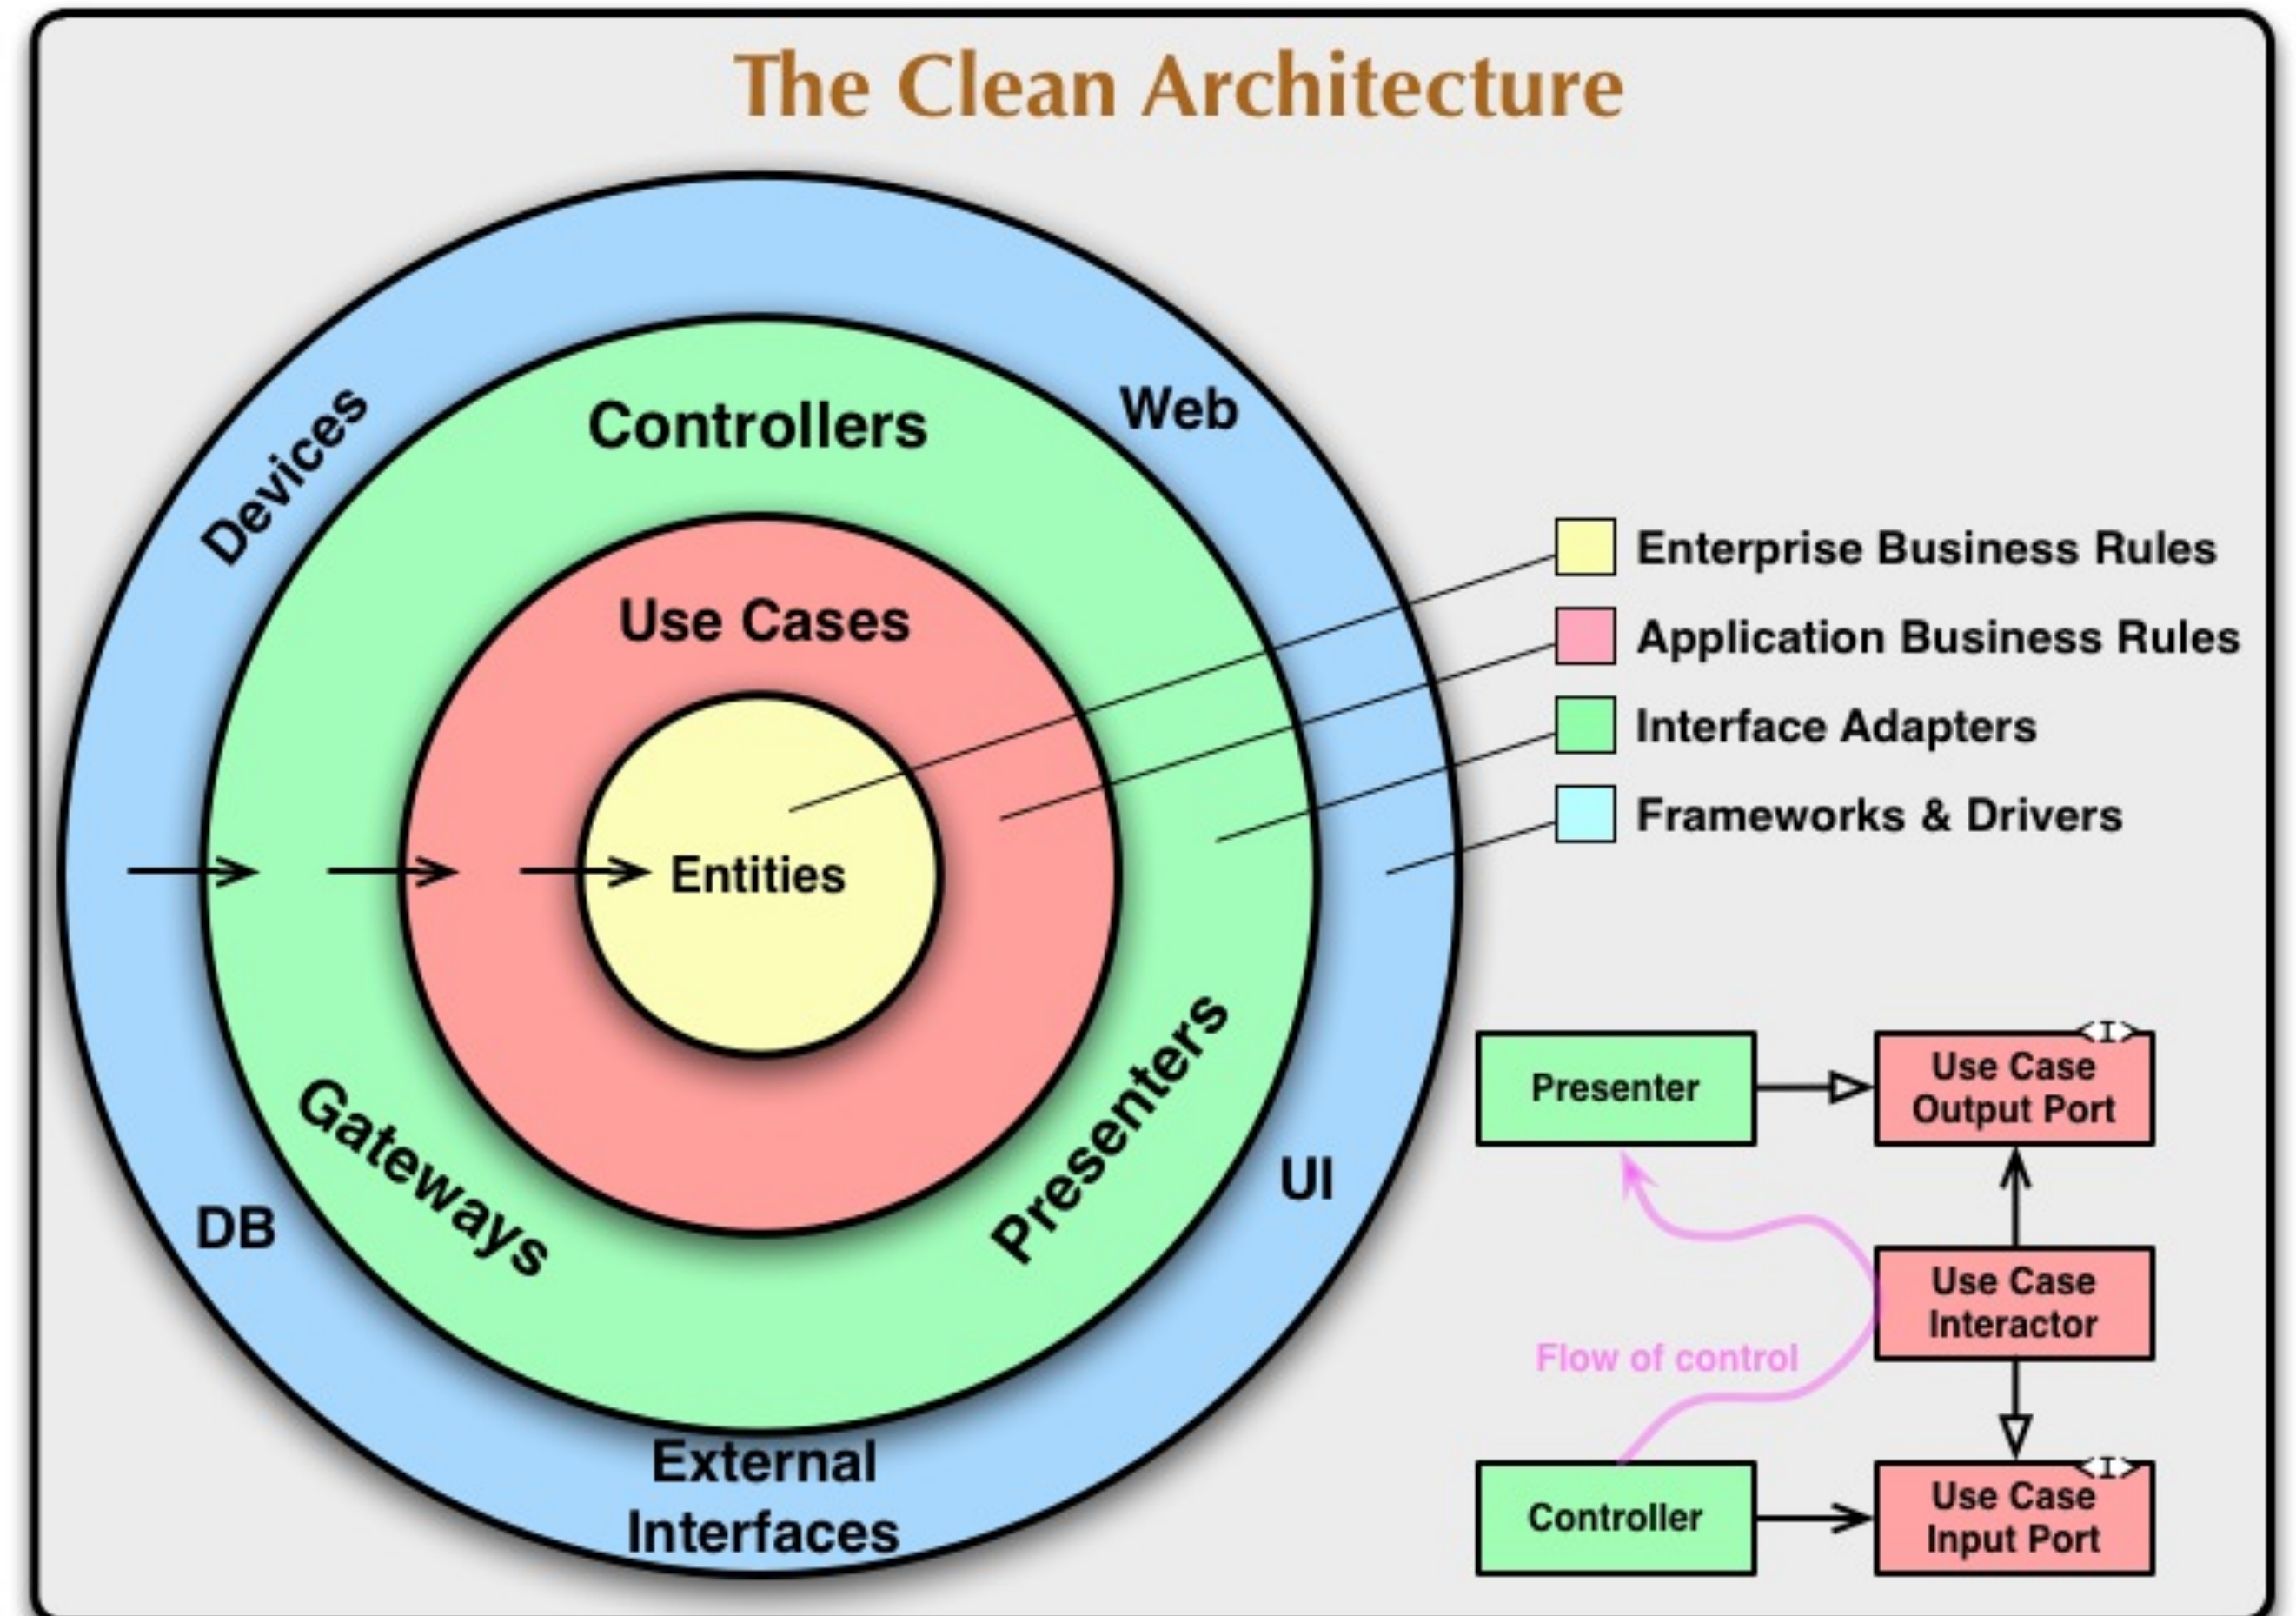 The Clean Architecture
Devices
Web
Controllers
Use Cases
Entities
Gateways
Presenters
DB
UI
External
Interfaces
Enterprise Business Rules
Application Business Rules
Interface Adapters
Frameworks & Drivers
Presenter
<I>
Use Case
Output Port
Use Case
Interactor
Flow of control
Controller
<I>
Use Case
Input Port